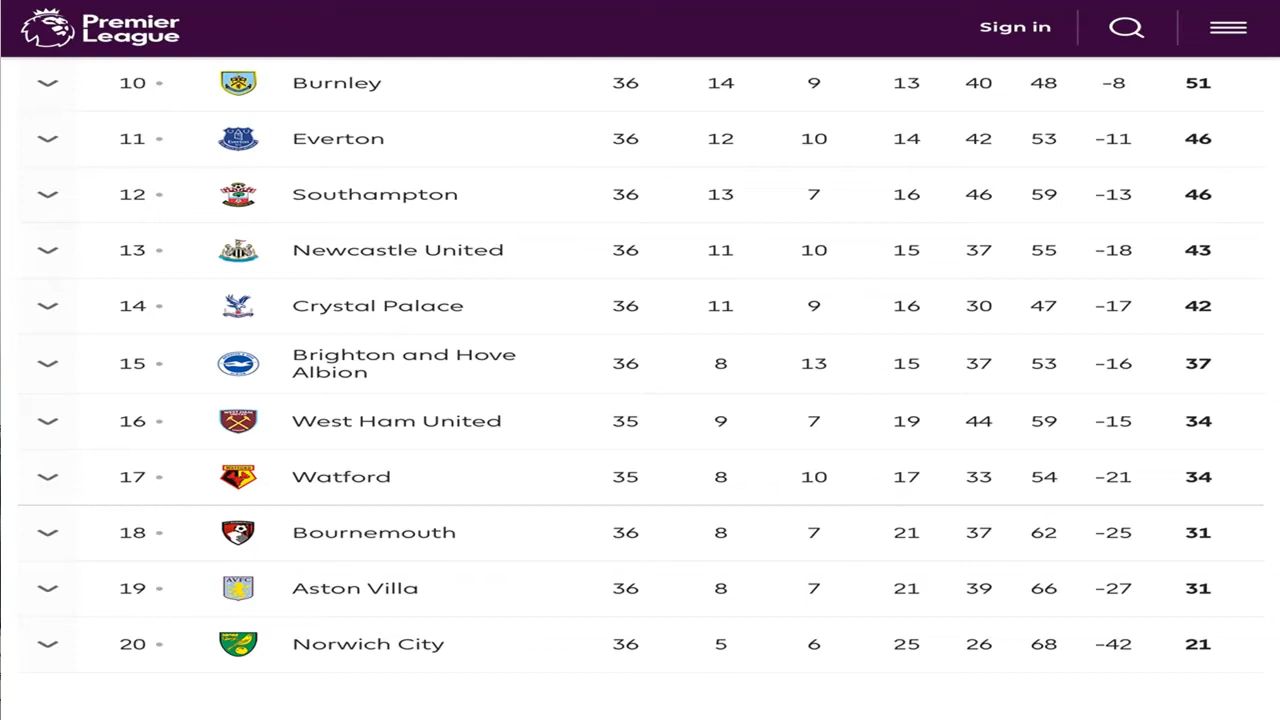 Premier
League
Sign in
10 Burnley 36 14 9 13 40 48 -8 51
11 Everton 36 12 10 14 42 53 -11 46
12 Southampton 36 13 7 16 46 59 -13 46
13 Newcastle United 36 11 10 15 37 55 -18 43
14 Crystal Palace 36 11 9 16 30 47 -17 42
15 Brighton and Hove
Albion 36 8 13 15 37 53 -16 37
16 West Ham United 35 9 7 19 44 59 -15 34
17 Watford 35 8 10 17 33 54 -21 34
18 Bournemouth 36 8 7 21 37 62 -25 31
19 Aston Villa 36 8 7 21 39 66 -27 31
20 Norwich City 36 5 6 25 26 68 -42 21